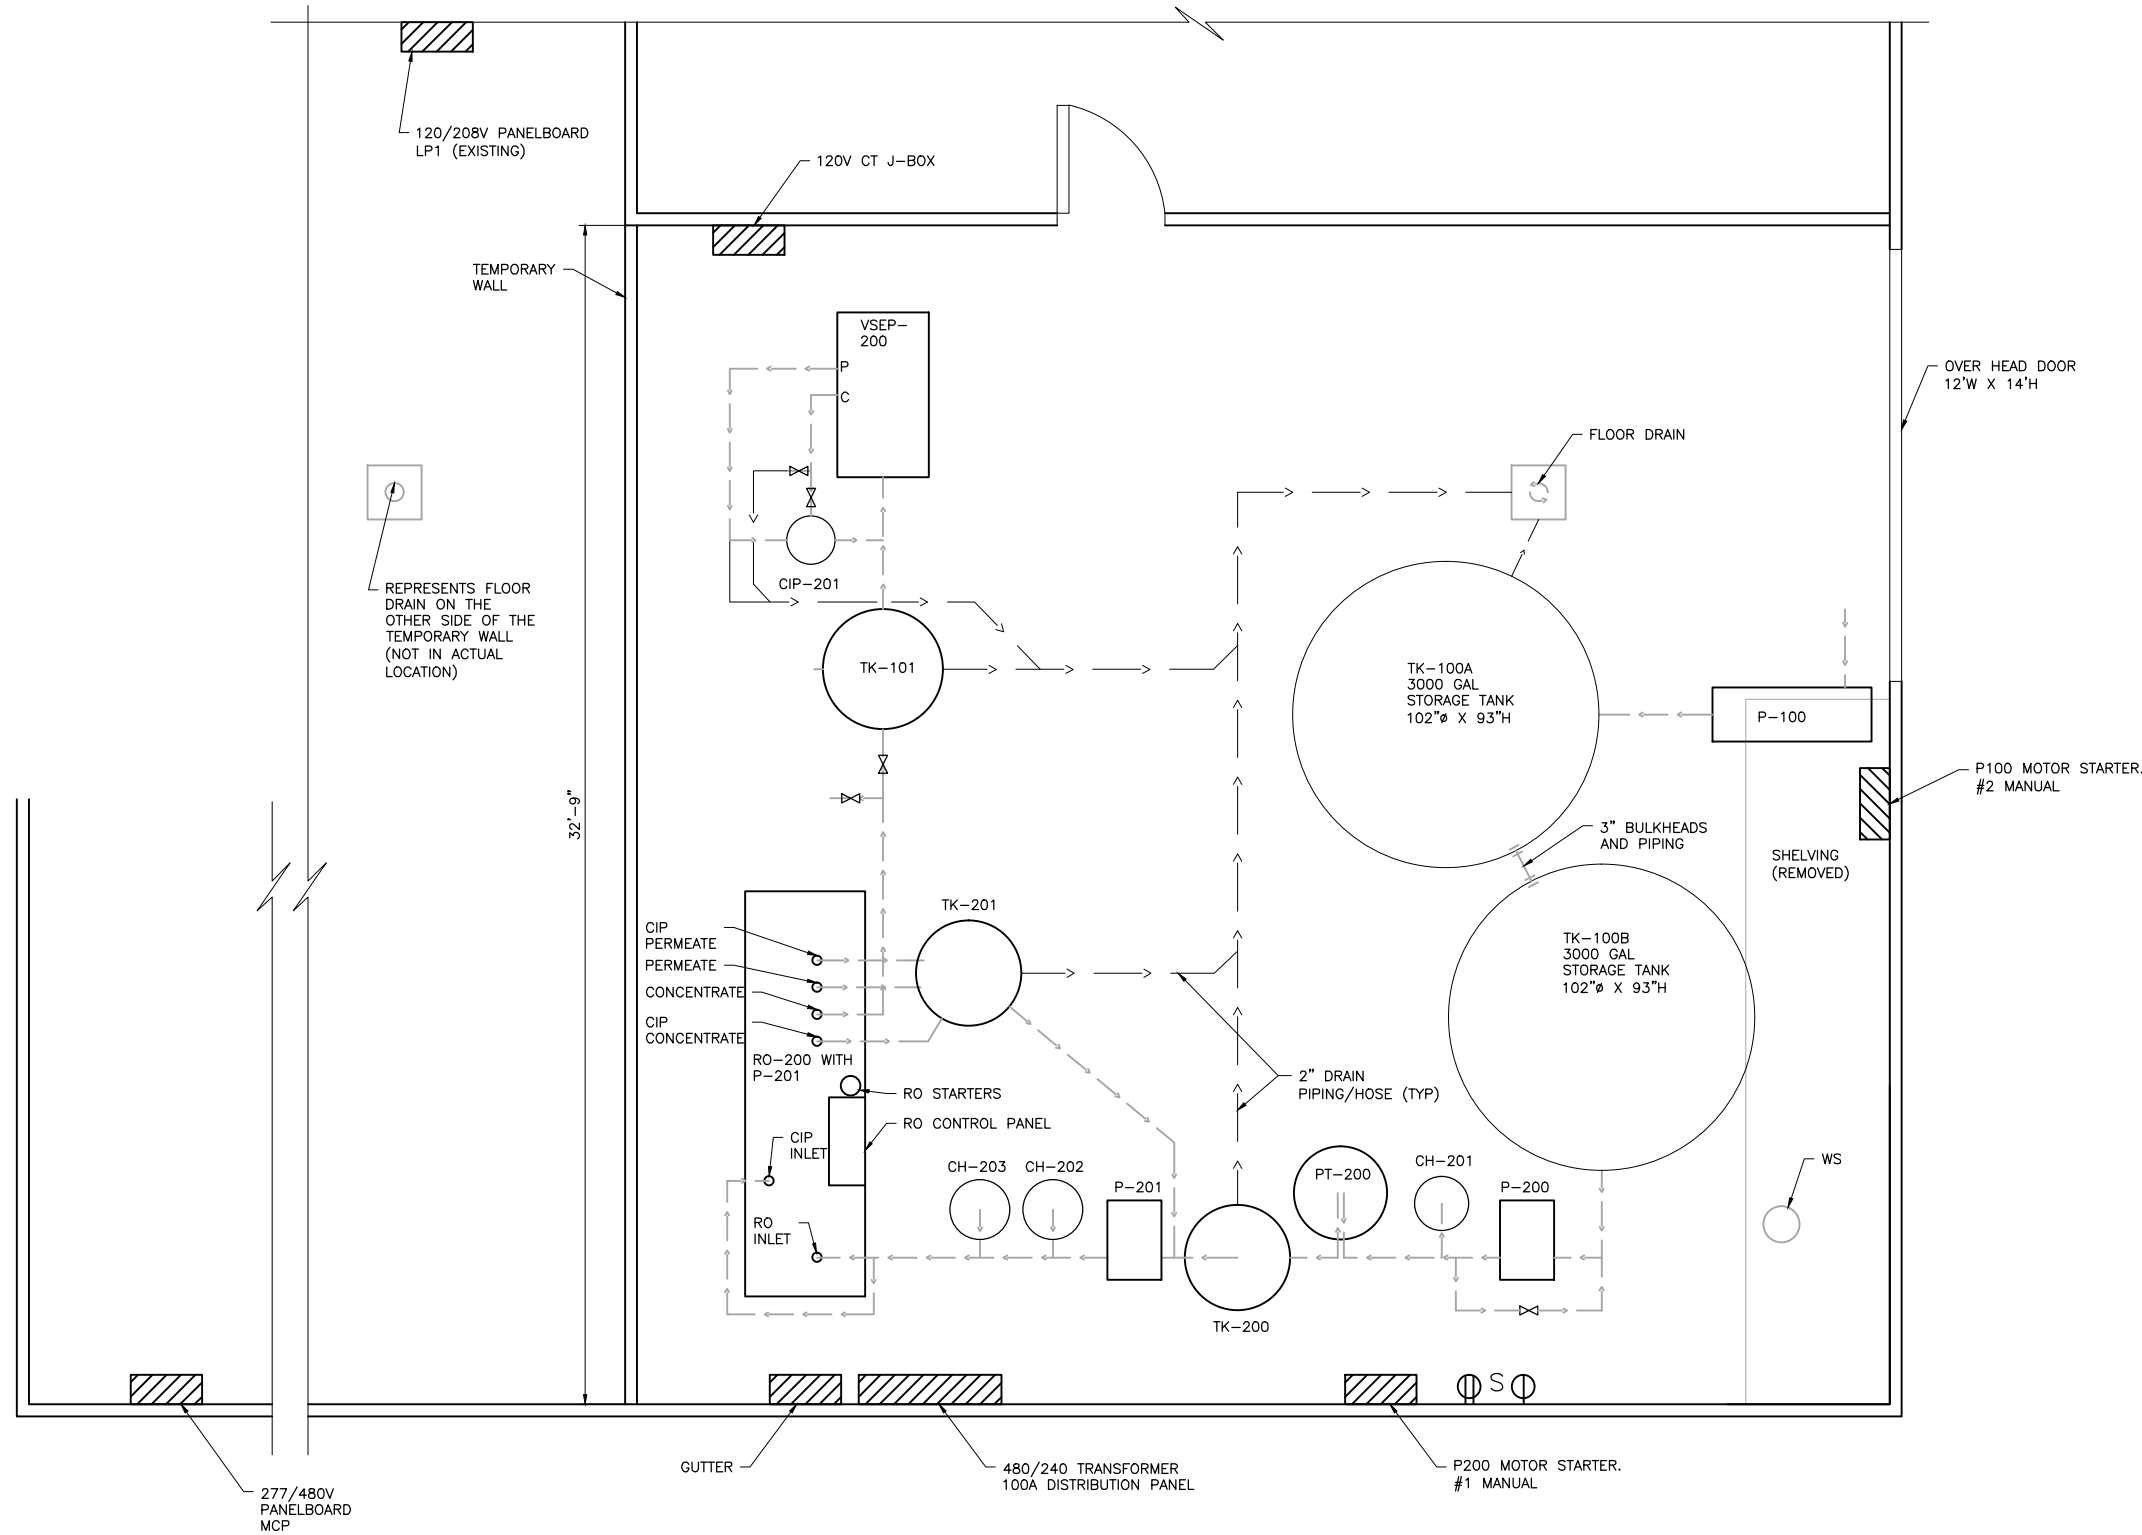 120/208V PANELBOARD
LP1 (EXISTING)
120V CT J-BOX
TEMPORARY
WALL
VSEP-
200
P
C
OVER HEAD DOOR
12'W X 14'H
FLOOR DRAIN
CIP-201
REPRESENTS FLOOR
DRAIN ON THE
OTHER SIDE OF THE
TEMPORARY WALL
(NOT IN ACTUAL
LOCATION)
TK-101
TK-100A
3000 GAL
STORAGE TANK
102"ø X 93"H
P-100
P100 MOTOR STARTER.
#2 MANUAL
32'-9"
3" BULKHEADS
AND PIPING
SHELVING
(REMOVED)
TK-201
CIP
PERMEATE
PERMEATE
CONCENTRATE
CIP
CONCENTRATE
TK-100B
3000 GAL
STORAGE TANK
102"ø X 93"H
RO-200 WITH
P-201
RO STARTERS
RO CONTROL PANEL
2" DRAIN
PIPING/HOSE (TYP)
CIP
INLET
CH-203
CH-202
P-201
PT-200
CH-201
P-200
WS
RO
INLET
TK-200
S
GUTTER
480/240 TRANSFORMER
100A DISTRIBUTION PANEL
P200 MOTOR STARTER.
#1 MANUAL
277/480V
PANELBOARD
MCP